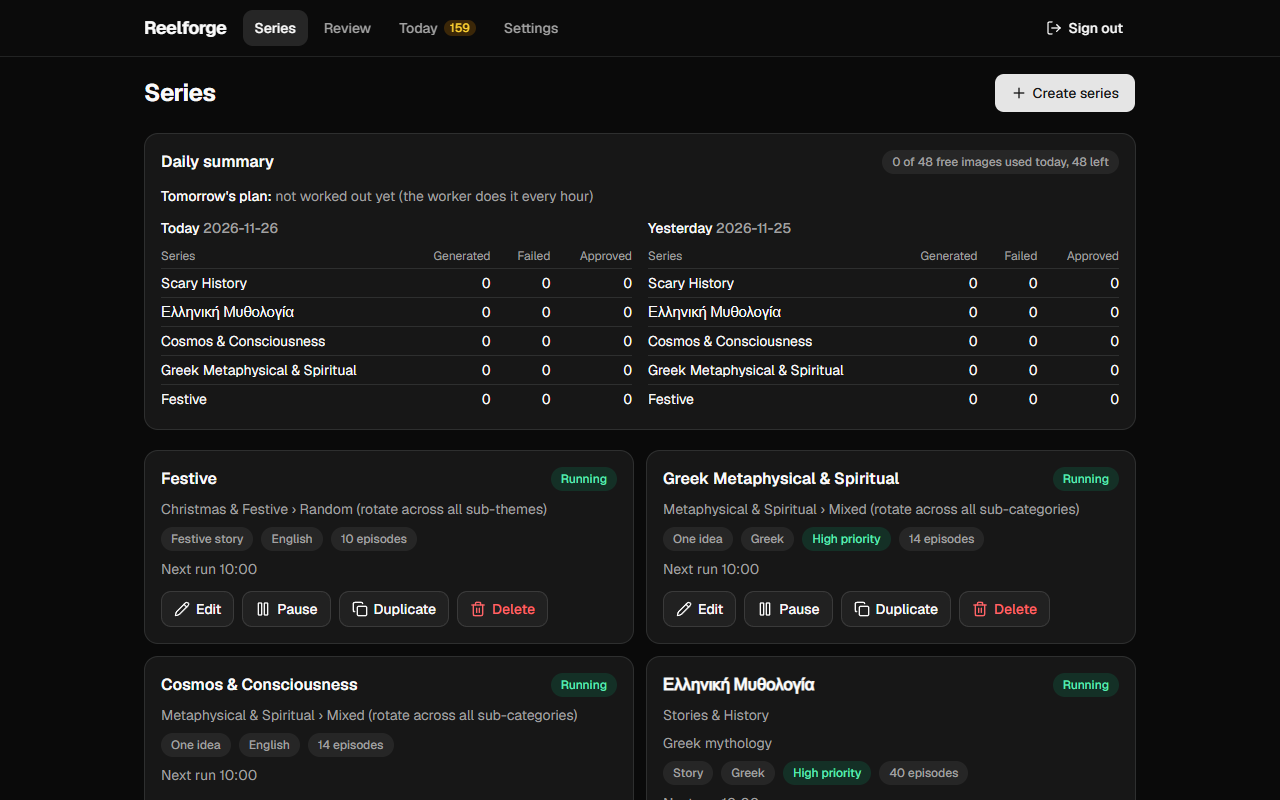 Reelforge Series Review Today 159 Settings Sign out
Series
Create series
Daily summary
0 of 48 free images used today, 48 left
Tomorrow's plan: not worked out yet (the worker does it every hour)
Today 2026-11-26
Series Generated Failed Approved
Scary History 0 0 0
Ελληνική Μυθολογία 0 0 0
Cosmos & Consciousness 0 0 0
Greek Metaphysical & Spiritual 0 0 0
Festive 0 0 0
Yesterday 2026-11-25
Series Generated Failed Approved
Scary History 0 0 0
Ελληνική Μυθολογία 0 0 0
Cosmos & Consciousness 0 0 0
Greek Metaphysical & Spiritual 0 0 0
Festive 0 0 0
Festive Running
Christmas & Festive › Random (rotate across all sub-themes)
Festive story English 10 episodes
Next run 10:00
Edit Pause Duplicate Delete
Greek Metaphysical & Spiritual Running
Metaphysical & Spiritual › Mixed (rotate across all sub-categories)
One idea Greek High priority 14 episodes
Next run 10:00
Edit Pause Duplicate Delete
Cosmos & Consciousness Running
Metaphysical & Spiritual › Mixed (rotate across all sub-categories)
One idea English 14 episodes
Next run 10:00
Ελληνική Μυθολογία Running
Stories & History
Greek mythology
Story Greek High priority 40 episodes